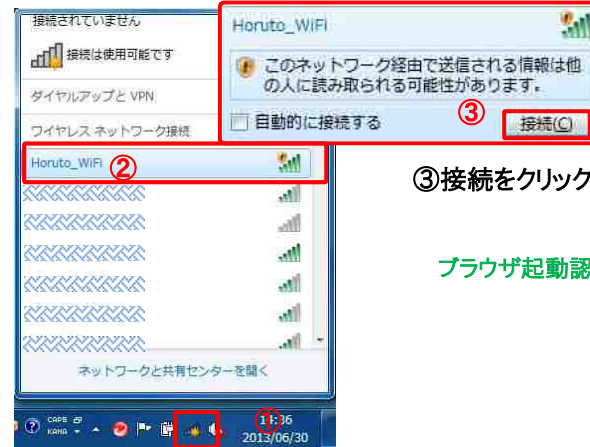 接続されていません
接続は使用可能です
ダイヤルアップと VPN
ワイヤレス ネットワーク接続
Horuto_WiFi ②
ネットワークと共有センターを開く
CAPS
KANA
①
14:36
2013/06/30
Horuto_WiFi
このネットワーク経由で送信される情報は他
の人に読み取られる可能性があります。
自動的に接続する ③ 接続(C)
③接続をクリック
ブラウザ起動認